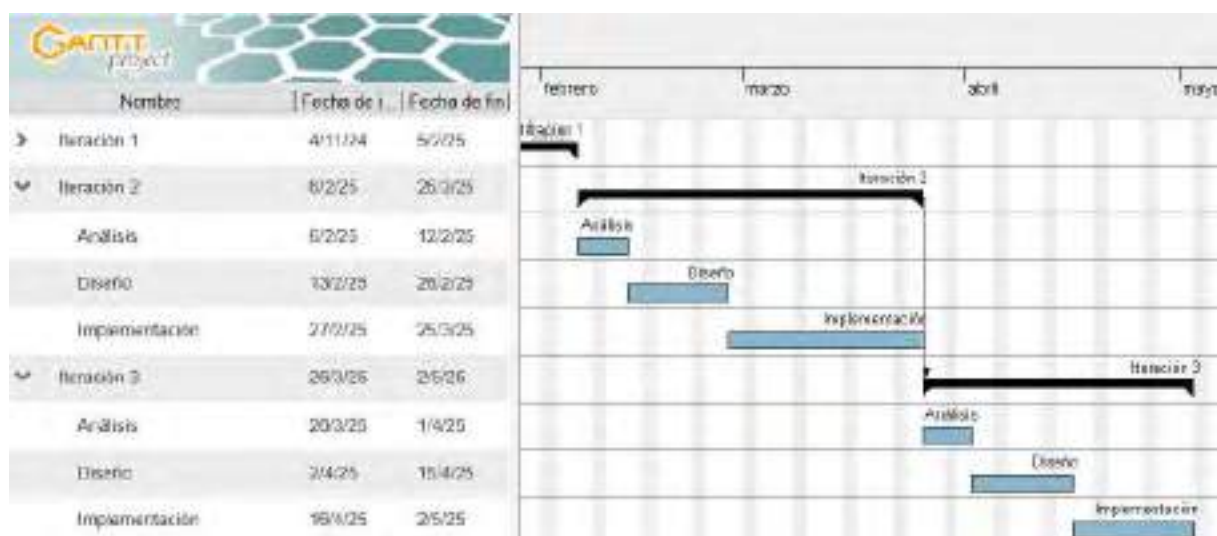 GANTT
project
Nombre Fecha de i... Fecha de fin
febrero marzo abril mayo
Iteración 1 4/11/24 5/2/25
Iteración 1
Iteración 2 6/2/25 25/3/25
Iteración 2
Análisis 6/2/25 12/2/25
Análisis
Diseño 13/2/25 26/2/25
Diseño
Implementación 27/2/25 25/3/25
Implementación
Iteración 3 26/3/25 2/5/25
Iteración 3
Análisis 26/3/25 1/4/25
Análisis
Diseño 2/4/25 15/4/25
Diseño
Implementación 16/4/25 2/5/25
Implementación